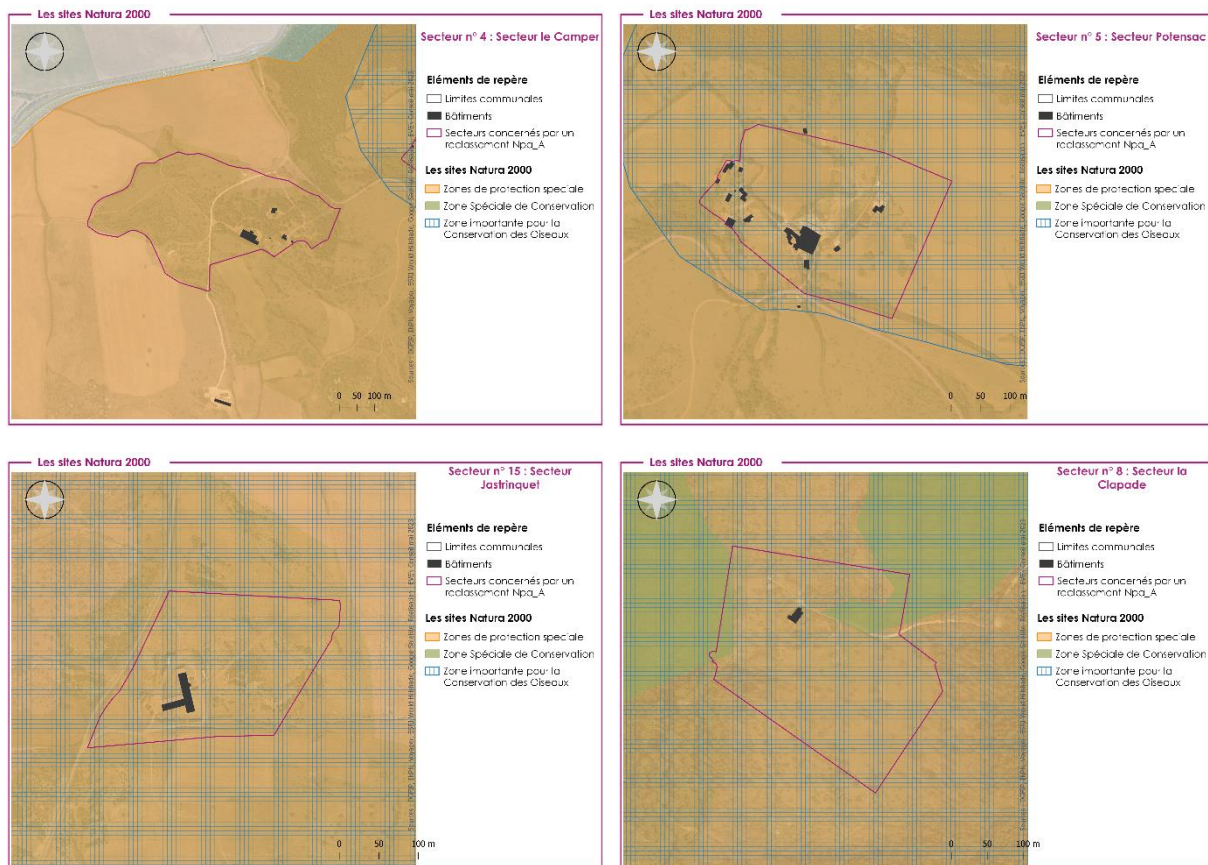 Les sites Natura 2000
Secteur n° 4 : Secteur le Camper
Eléments de repère
Limites communales
Bâtiments
Secteurs concernés par un
reclassement Npa_A
Les sites Natura 2000
Zones de protection speciale
Zone Spéciale de Conservation
Zone importante pour la
Conservation des Oiseaux
0 50 100 m
Les sites Natura 2000
Secteur n° 5 : Secteur Potensac
Eléments de repère
Limites communales
Bâtiments
Secteurs concernés par un
reclassement Npa_A
Les sites Natura 2000
Zones de protection speciale
Zone Spéciale de Conservation
Zone importante pour la
Conservation des Oiseaux
0 50 100 m
Les sites Natura 2000
Secteur n° 15 : Secteur
Jastrinquet
Eléments de repère
Limites communales
Bâtiments
Secteurs concernés par un
reclassement Npa_A
Les sites Natura 2000
Zones de protection speciale
Zone Spéciale de Conservation
Zone importante pour la
Conservation des Oiseaux
0 50 100 m
Les sites Natura 2000
Secteur n° 8 : Secteur la
Clapade
Eléments de repère
Limites communales
Bâtiments
Secteurs concernés par un
reclassement Npa_A
Les sites Natura 2000
Zones de protection speciale
Zone Spéciale de Conservation
Zone importante pour la
Conservation des Oiseaux
0 50 100 m